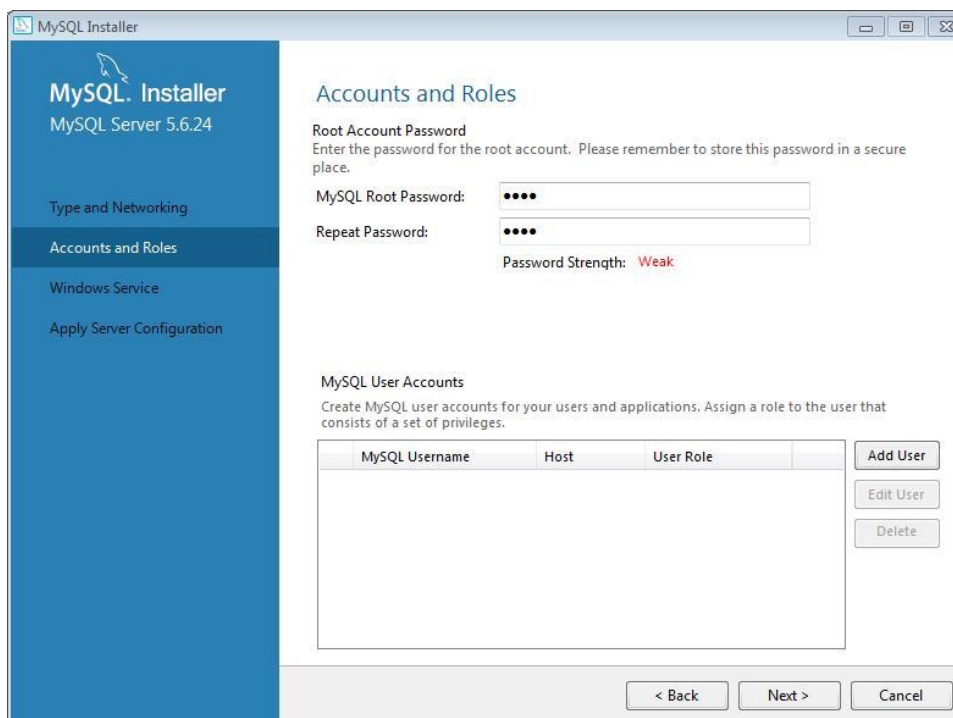 MySQL Installer
MySQL. Installer
MySQL Server 5.6.24
Type and Networking
Accounts and Roles
Windows Service
Apply Server Configuration
Accounts and Roles
Root Account Password
Enter the password for the root account. Please remember to store this password in a secure
place.
MySQL Root Password: ••••
Repeat Password: ••••
Password Strength: Weak
MySQL User Accounts
Create MySQL user accounts for your users and applications. Assign a role to the user that
consists of a set of privileges.
MySQL Username Host User Role
Add User
Edit User
Delete
< Back Next > Cancel